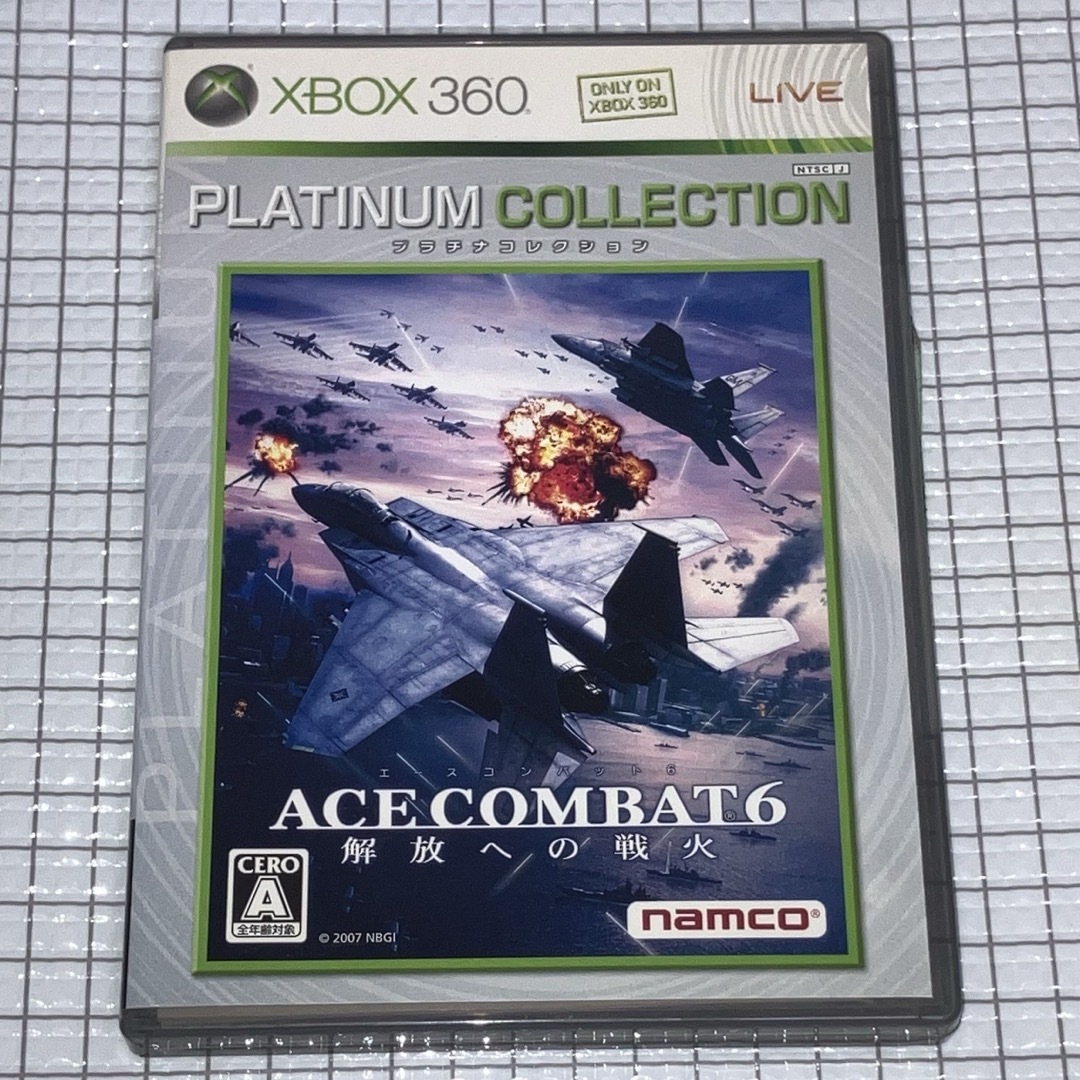 XBOX 360
ONLY ON
XBOX 360
LIVE
NTSC J
PLATINUM COLLECTION
プラチナコレクション
PLATINUM
エースコンバット6
ACE COMBAT® 6
解放への戦火
CERO
A
全年齢対象
© 2007 NBGI
namco®